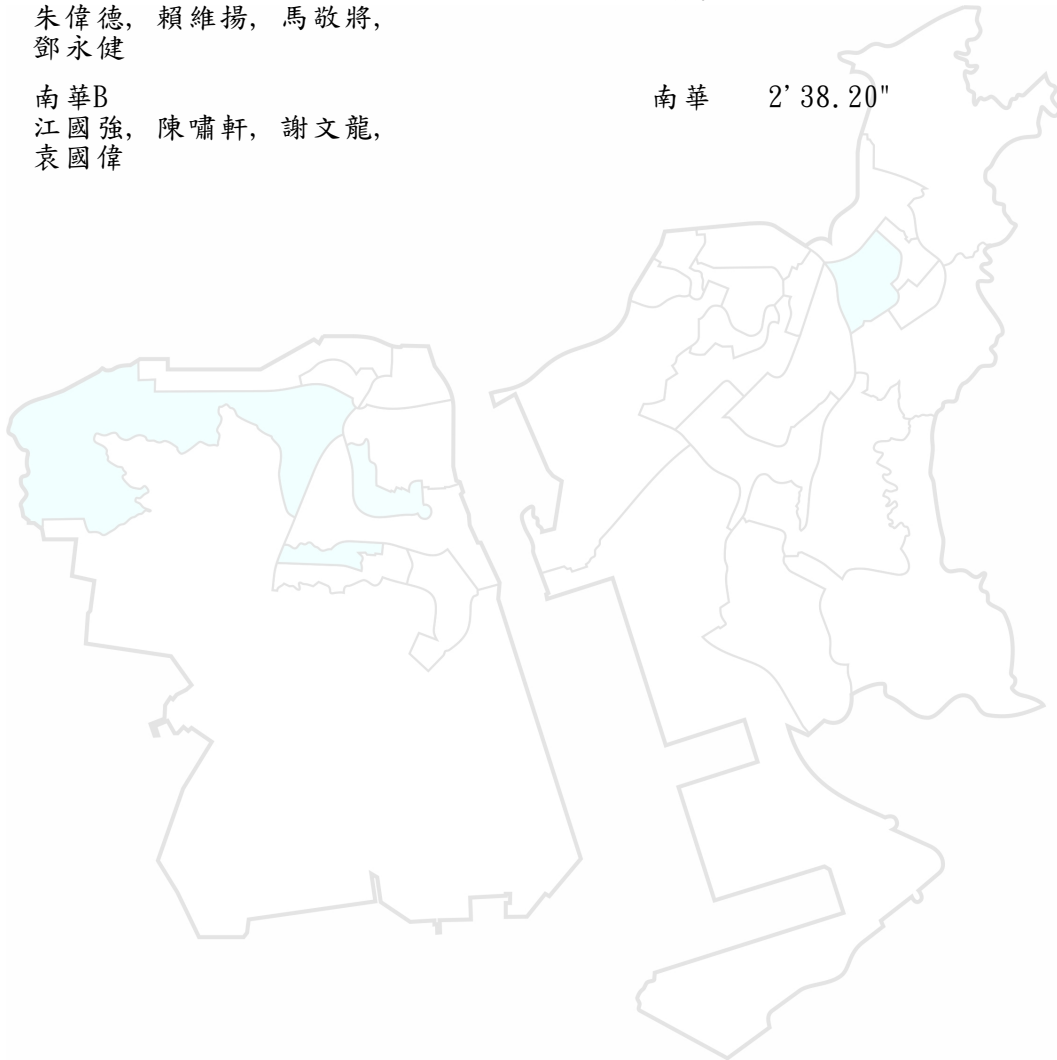 朱偉德, 賴維揚, 馬敬將,
鄧永健
南華B 南華 2'38.20"
江國強, 陳嘯軒, 謝文龍,
袁國偉